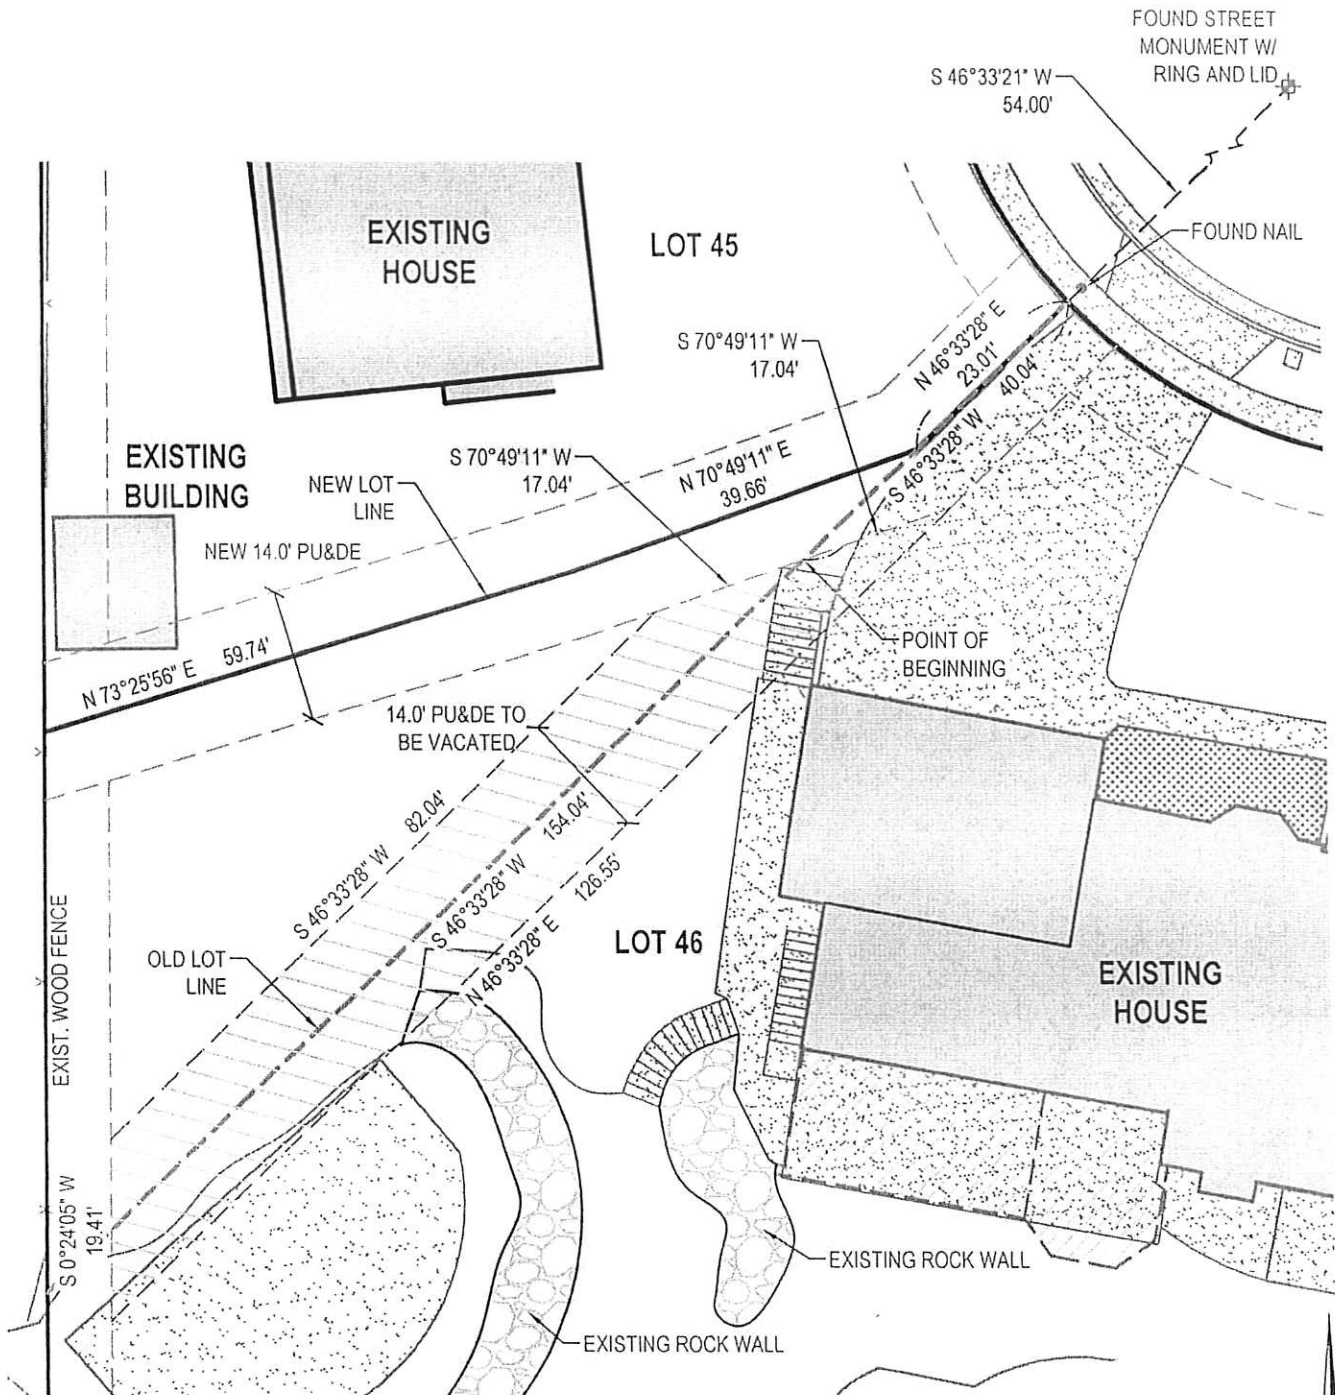 FOUND STREET
MONUMENT W/
RING AND LID
S 46°33'21" W
54.00'
EXISTING
HOUSE
LOT 45
FOUND NAIL
S 70°49'11" W
17.04'
N 46°33'28" E
23.01'
40.04'
S 46°33'28" W
EXISTING
BUILDING
NEW LOT
LINE
S 70°49'11" W
17.04'
N 70°49'11" E
39.66'
NEW 14.0' PU&DE
N 73°25'56" E 59.74'
POINT OF
BEGINNING
14.0' PU&DE TO
BE VACATED
S 46°33'28" W 82.04'
S 46°33'28" W 154.04'
N 46°33'28" E 126.55'
EXIST. WOOD FENCE
OLD LOT
LINE
LOT 46
EXISTING
HOUSE
S 0°24'05" W
19.41'
EXISTING ROCK WALL
EXISTING ROCK WALL